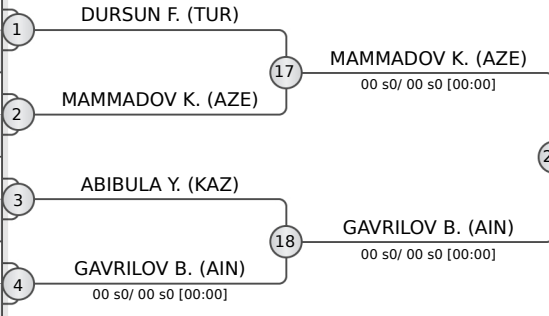 DURSUN F. (TUR)
1
17
MAMMADOV K. (AZE)
00 s0/ 00 s0 [00:00]
MAMMADOV K. (AZE)
2
ABIBULA Y. (KAZ)
3
18
GAVRILOV B. (AIN)
00 s0/ 00 s0 [00:00]
GAVRILOV B. (AIN)
4
00 s0/ 00 s0 [00:00]